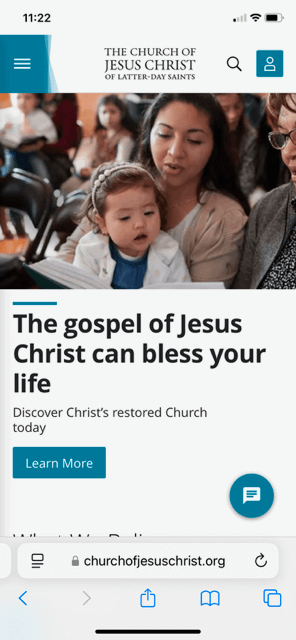 11:22
THE CHURCH OF
JESUS CHRIST
OF LATTER-DAY SAINTS
The gospel of Jesus
Christ can bless your
life
Discover Christ's restored Church
today
Learn More
churchofjesuschrist.org